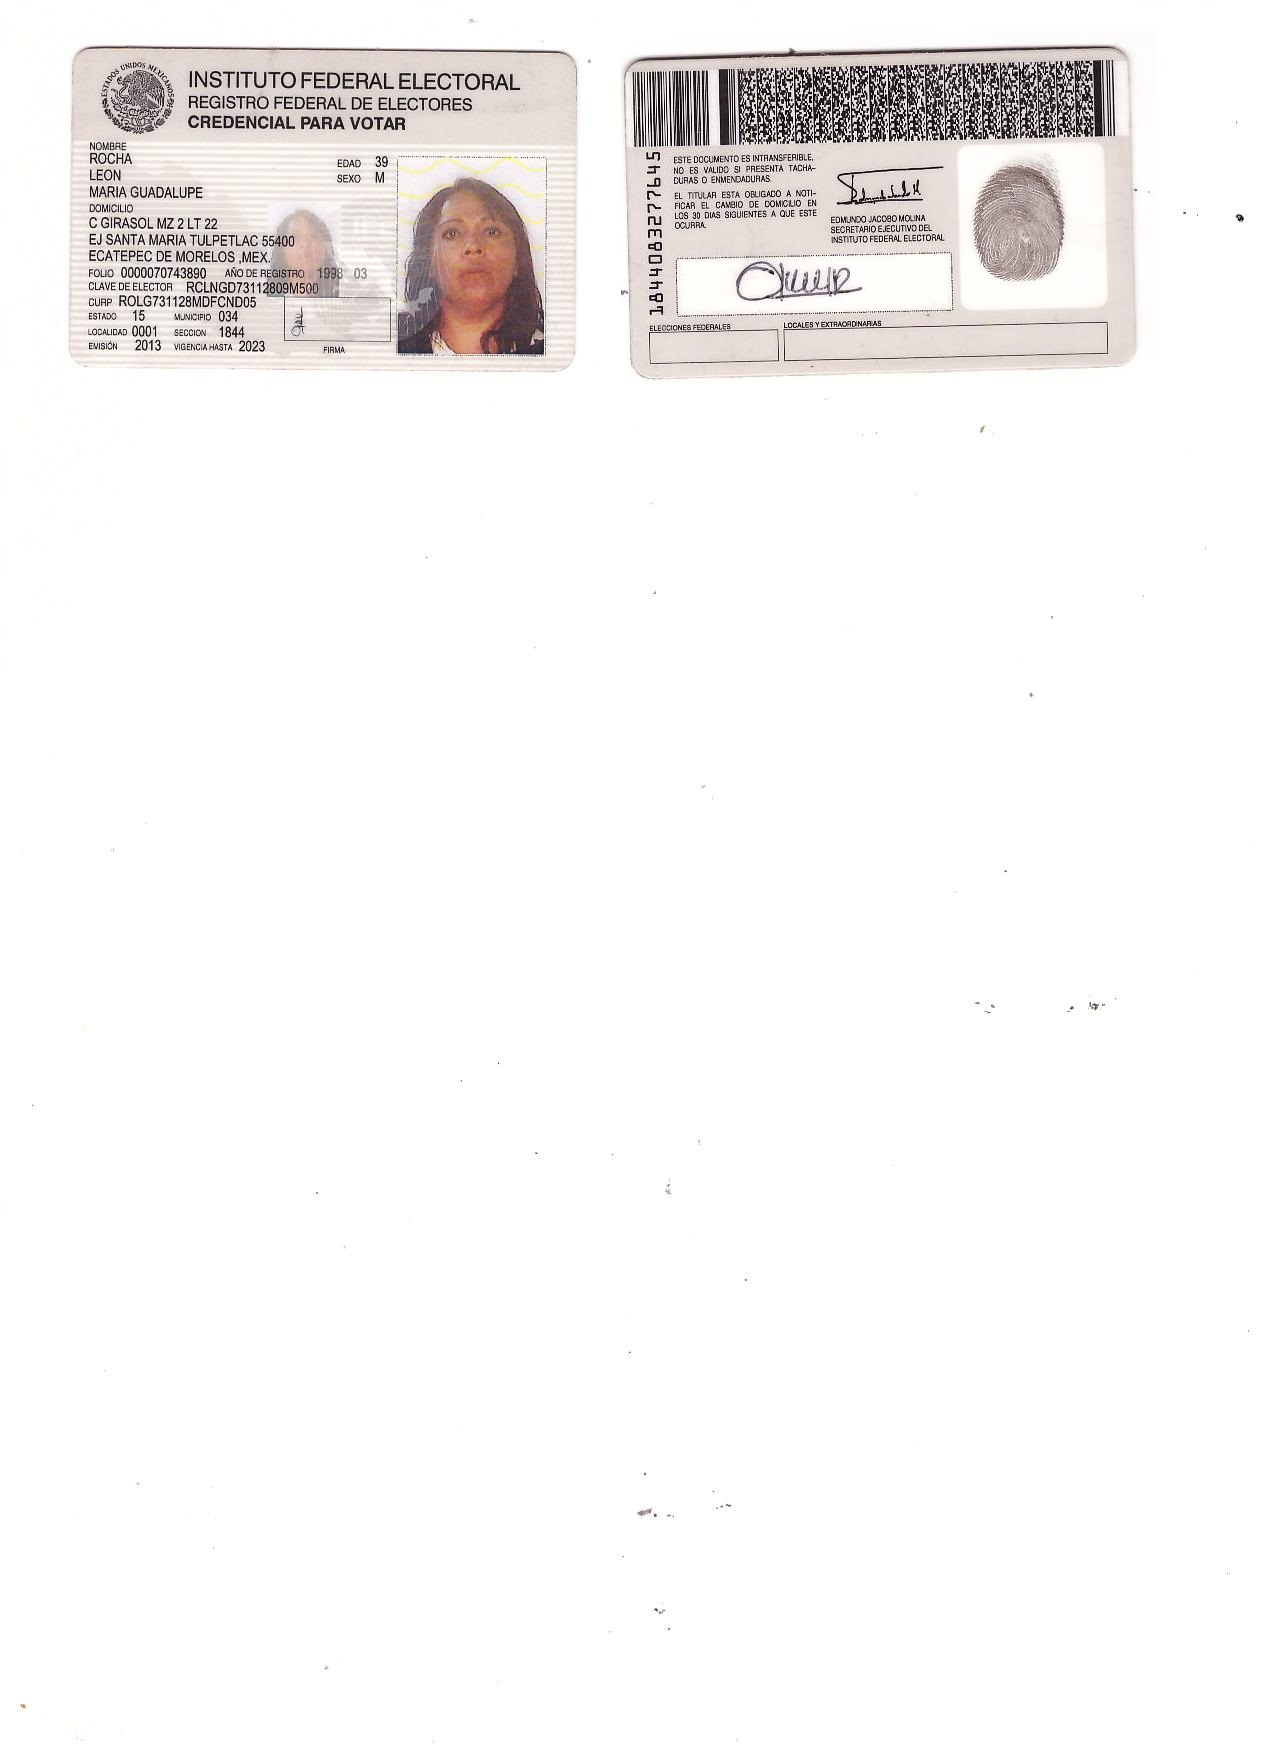 ESTADOS UNIDOS MEXICANOS
INSTITUTO FEDERAL ELECTORAL
REGISTRO FEDERAL DE ELECTORES
CREDENCIAL PARA VOTAR
NOMBRE
ROCHA
LEON
MARIA GUADALUPE
EDAD 39
SEXO M
DOMICILIO
C GIRASOL MZ 2 LT 22
EJ SANTA MARIA TULPETLAC 55400
ECATEPEC DE MORELOS ,MEX.
FOLIO 0000070743890 AÑO DE REGISTRO 1998 03
CLAVE DE ELECTOR RCLNGD73112809M500
CURP ROLG731128MDFCND05
ESTADO 15 MUNICIPIO 034
LOCALIDAD 0001 SECCION 1844
EMISIÓN 2013 VIGENCIA HASTA 2023
FIRMA
1844083277645
ESTE DOCUMENTO ES INTRANSFERIBLE,
NO ES VALIDO SI PRESENTA TACHA-
DURAS O ENMENDADURAS.
EL TITULAR ESTA OBLIGADO A NOTI-
FICAR EL CAMBIO DE DOMICILIO EN
LOS 30 DIAS SIGUIENTES A QUE ESTE
OCURRA.
EDMUNDO JACOBO MOLINA
SECRETARIO EJECUTIVO DEL
INSTITUTO FEDERAL ELECTORAL
ELECCIONES FEDERALES
LOCALES Y EXTRAORDINARIAS